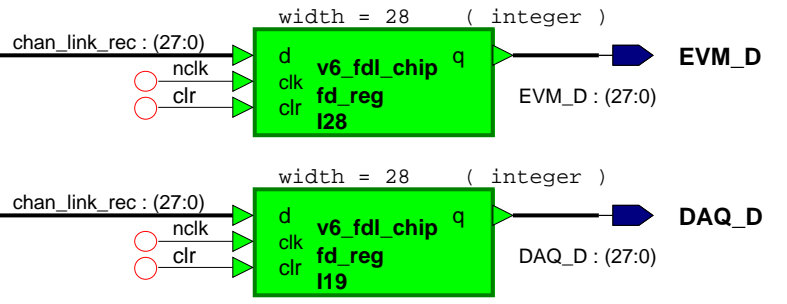 width = 28 ( integer )
chan_link_rec : (27:0)
d
q
EVM_D
nclk
v6_fdl_chip
clk
clr
fd_reg
EVM_D : (27:0)
clr
I28
width = 28 ( integer )
chan_link_rec : (27:0)
d
q
DAQ_D
nclk
v6_fdl_chip
clk
clr
fd_reg
DAQ_D : (27:0)
clr
I19